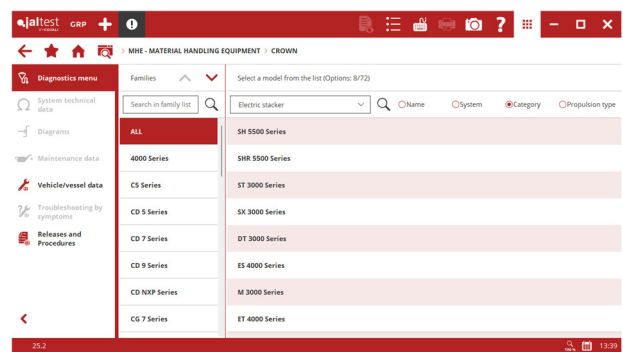 jaltest GRP
BY COJALI
MHE - MATERIAL HANDLING EQUIPMENT > CROWN
Diagnostics menu
System technical
data
Diagrams
Maintenance data
Vehicle/vessel data
Troubleshooting by
symptoms
Releases and
Procedures
Families
Search in family list
ALL
4000 Series
C5 Series
CD 5 Series
CD 7 Series
CD 9 Series
CD NXP Series
CG 7 Series
Select a model from the list (Options: 8/72)
Electric stacker Name System Category Propulsion type
SH 5500 Series
SHR 5500 Series
ST 3000 Series
SX 3000 Series
DT 3000 Series
ES 4000 Series
M 3000 Series
ET 4000 Series
25.2 100 % 13:39